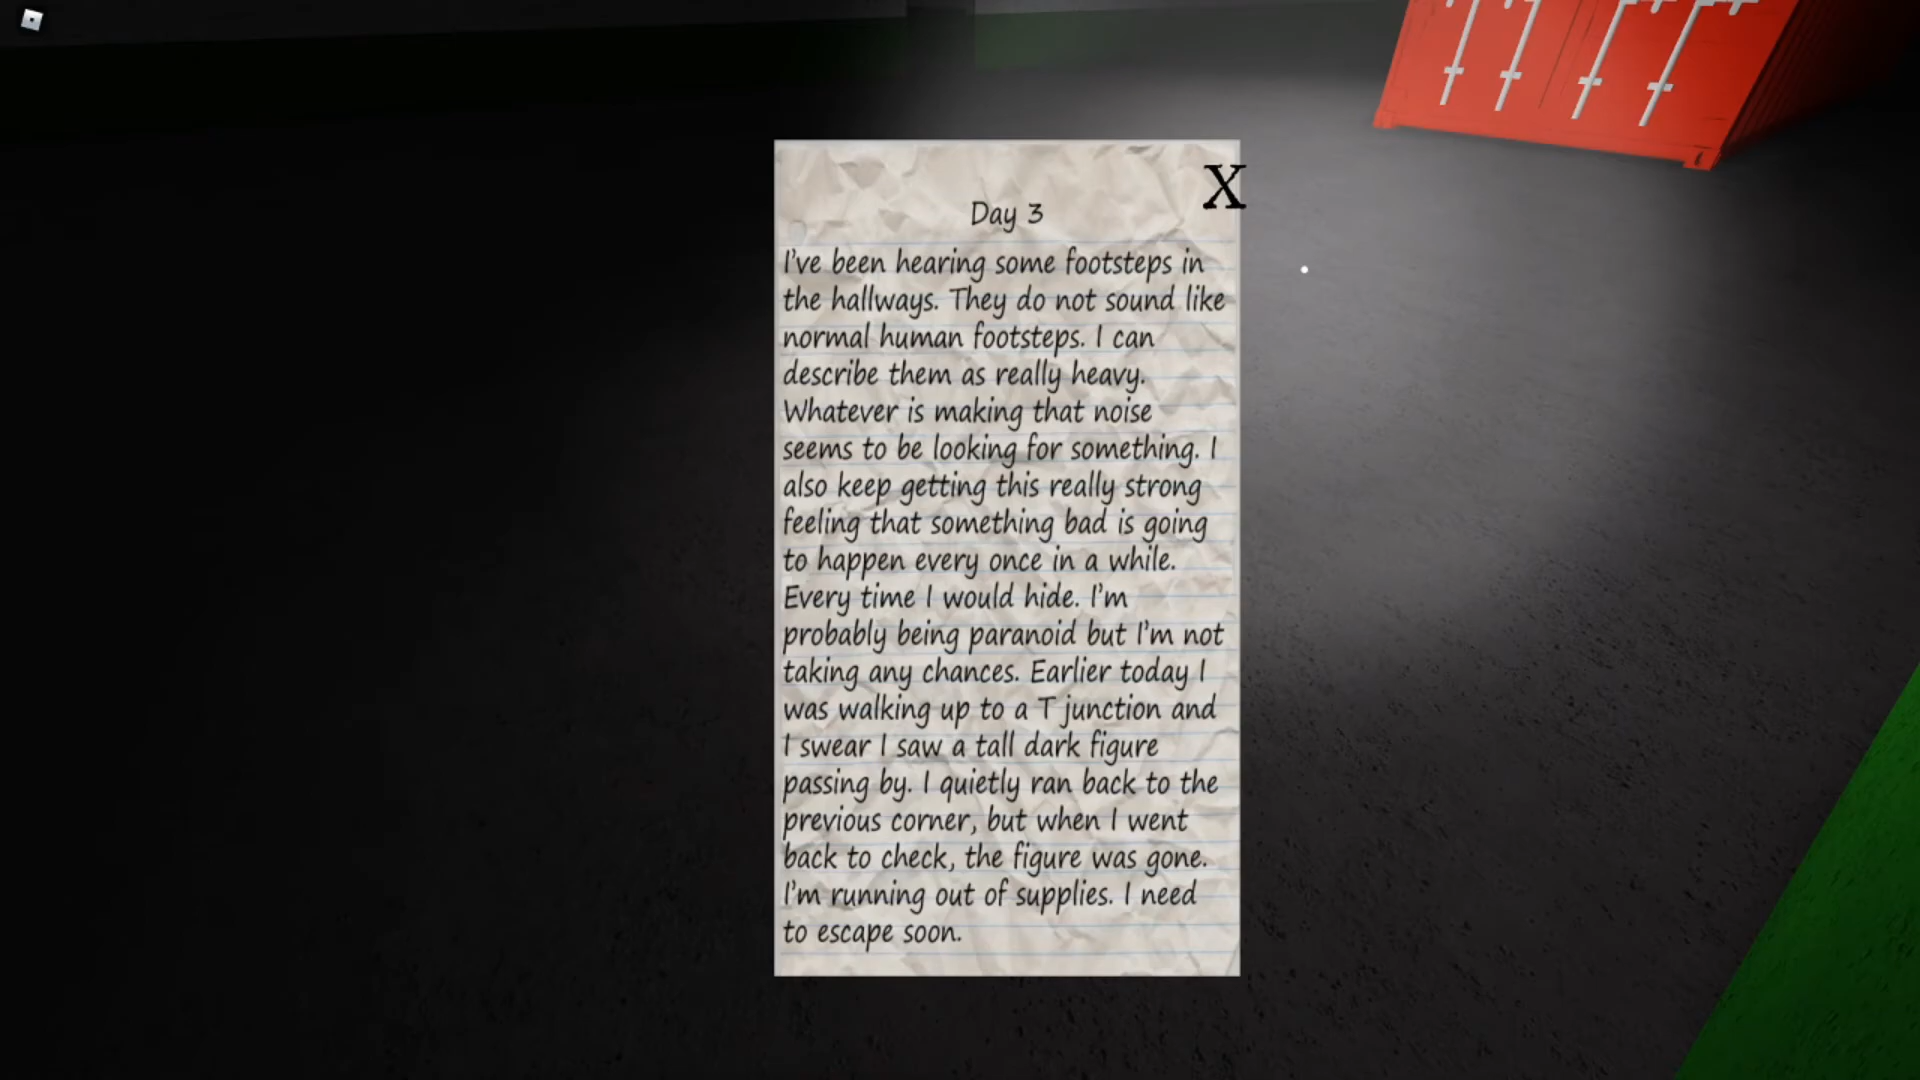 X
Day 3
I've been hearing some footsteps in
the hallways. They do not sound like
normal human footsteps. I can
describe them as really heavy.
Whatever is making that noise
seems to be looking for something. I
also keep getting this really strong
feeling that something bad is going
to happen every once in a while.
Every time I would hide. I'm
probably being paranoid but I'm not
taking any chances. Earlier today I
was walking up to a T junction and
I swear I saw a tall dark figure
passing by. I quietly ran back to the
previous corner, but when I went
back to check, the figure was gone.
I'm running out of supplies. I need
to escape soon.